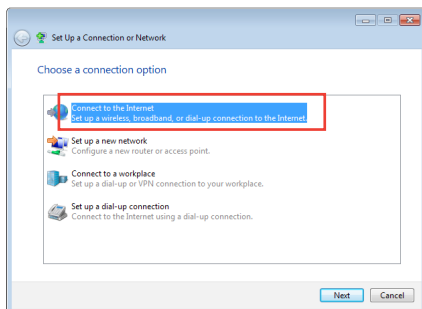 Set Up a Connection or Network
Choose a connection option
Connect to the Internet
Set up a wireless, broadband, or dial-up connection to the Internet.
Set up a new network
Configure a new router or access point.
Connect to a workplace
Set up a dial-up or VPN connection to your workplace.
Set up a dial-up connection
Connect to the Internet using a dial-up connection.
Next Cancel